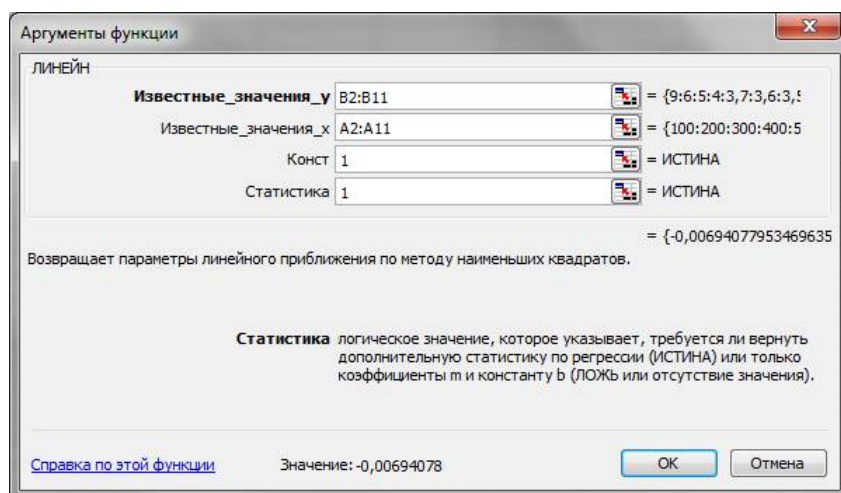 Аргументы функции
ЛИНЕЙН
Известные_значения_y B2:B11 = {9:6:5:4:3,7:3,6:3,5
Известные_значения_x A2:A11 = {100:200:300:400:5
Конст 1 = ИСТИНА
Статистика 1 = ИСТИНА
= {-0,00694077953469635
Возвращает параметры линейного приближения по методу наименьших квадратов.
Статистика логическое значение, которое указывает, требуется ли вернуть
дополнительную статистику по регрессии (ИСТИНА) или только
коэффициенты m и константу b (ЛОЖЬ или отсутствие значения).
Справка по этой функции Значение: -0,00694078 ОК Отмена